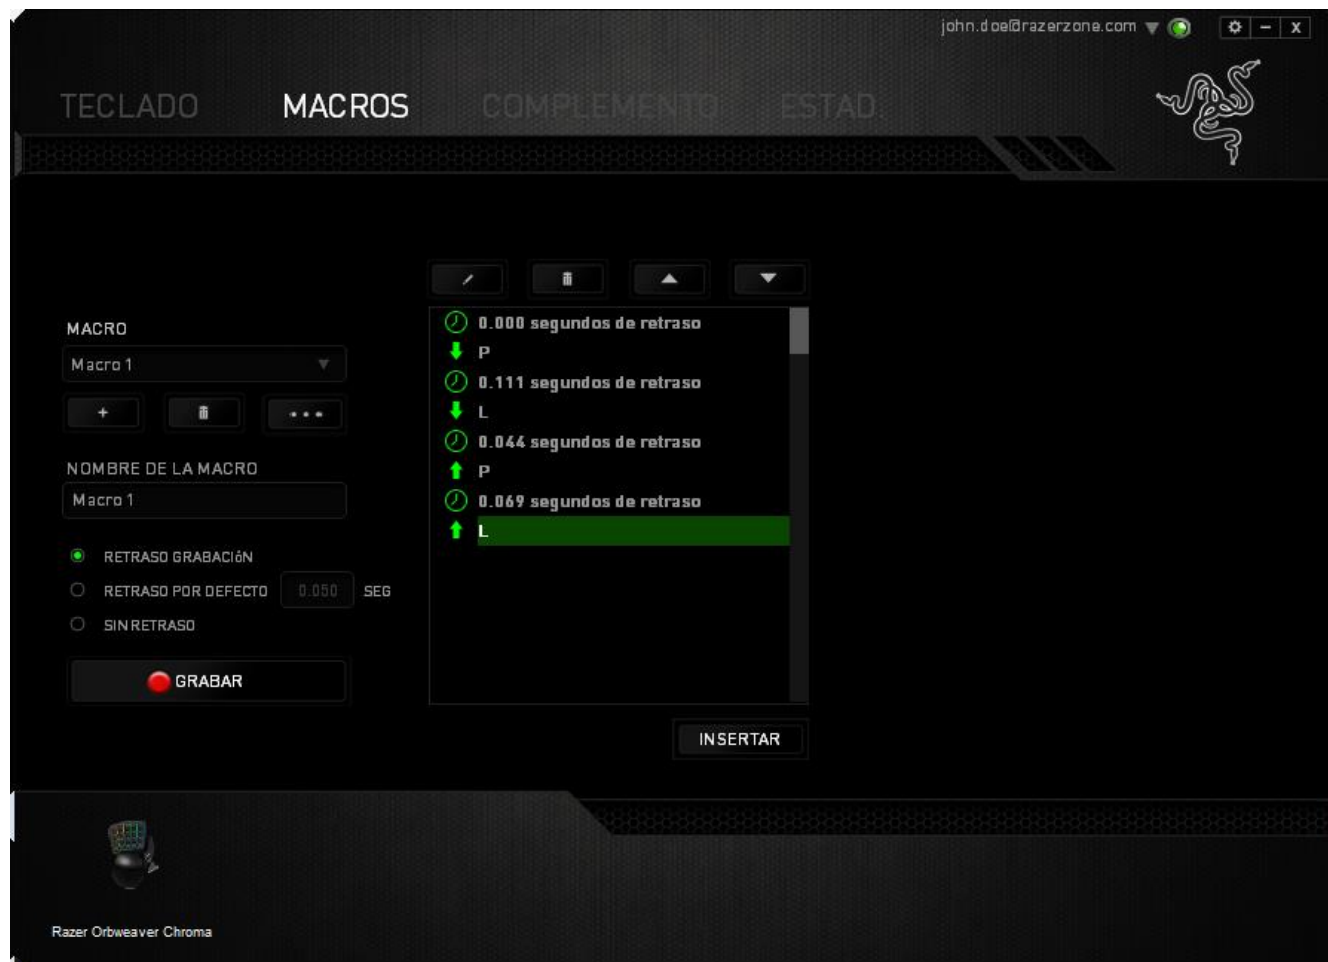 john.doe@razerzone.com
TECLADO MACROS COMPLEMENTO ESTAD.
MACRO
Macro 1
NOMBRE DE LA MACRO
Macro 1
RETRASO GRABACIóN
RETRASO POR DEFECTO 0.050 SEG
SIN RETRASO
GRABAR
0.000 segundos de retraso
P
0.111 segundos de retraso
L
0.044 segundos de retraso
P
0.069 segundos de retraso
L
INSERTAR
Razer Orbweaver Chroma